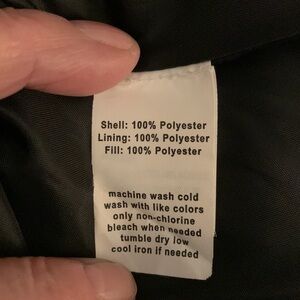 Shell: 100% Polyester
Lining: 100% Polyester
Fill: 100% Polyester
machine wash cold
wash with like colors
only non-chlorine
bleach when needed
tumble dry low
cool iron if needed